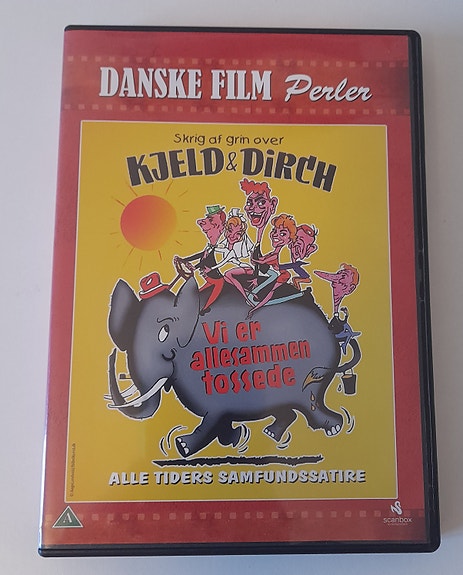 DANSKE FILM Perler
Skrig af grin over
KJELD & DIRCH
Vi er
allesammen
tossede
ALLE TIDERS SAMFUNDSSATIRE
A
scanbox